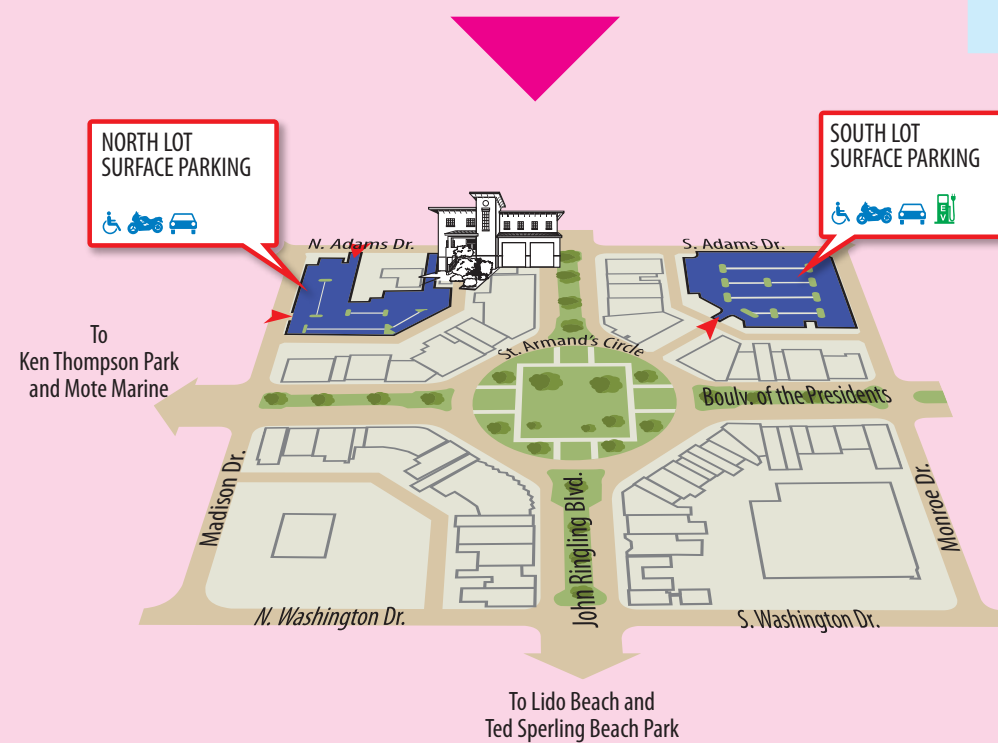 NORTH LOT
SURFACE PARKING
SOUTH LOT
SURFACE PARKING
EV
N. Adams Dr.
S. Adams Dr.
To
Ken Thompson Park
and Mote Marine
St. Armand's Circle
Boulv. of the Presidents
Madison Dr.
John Ringling Blvd.
Monroe Dr.
N. Washington Dr.
S. Washington Dr.
To Lido Beach and
Ted Sperling Beach Park